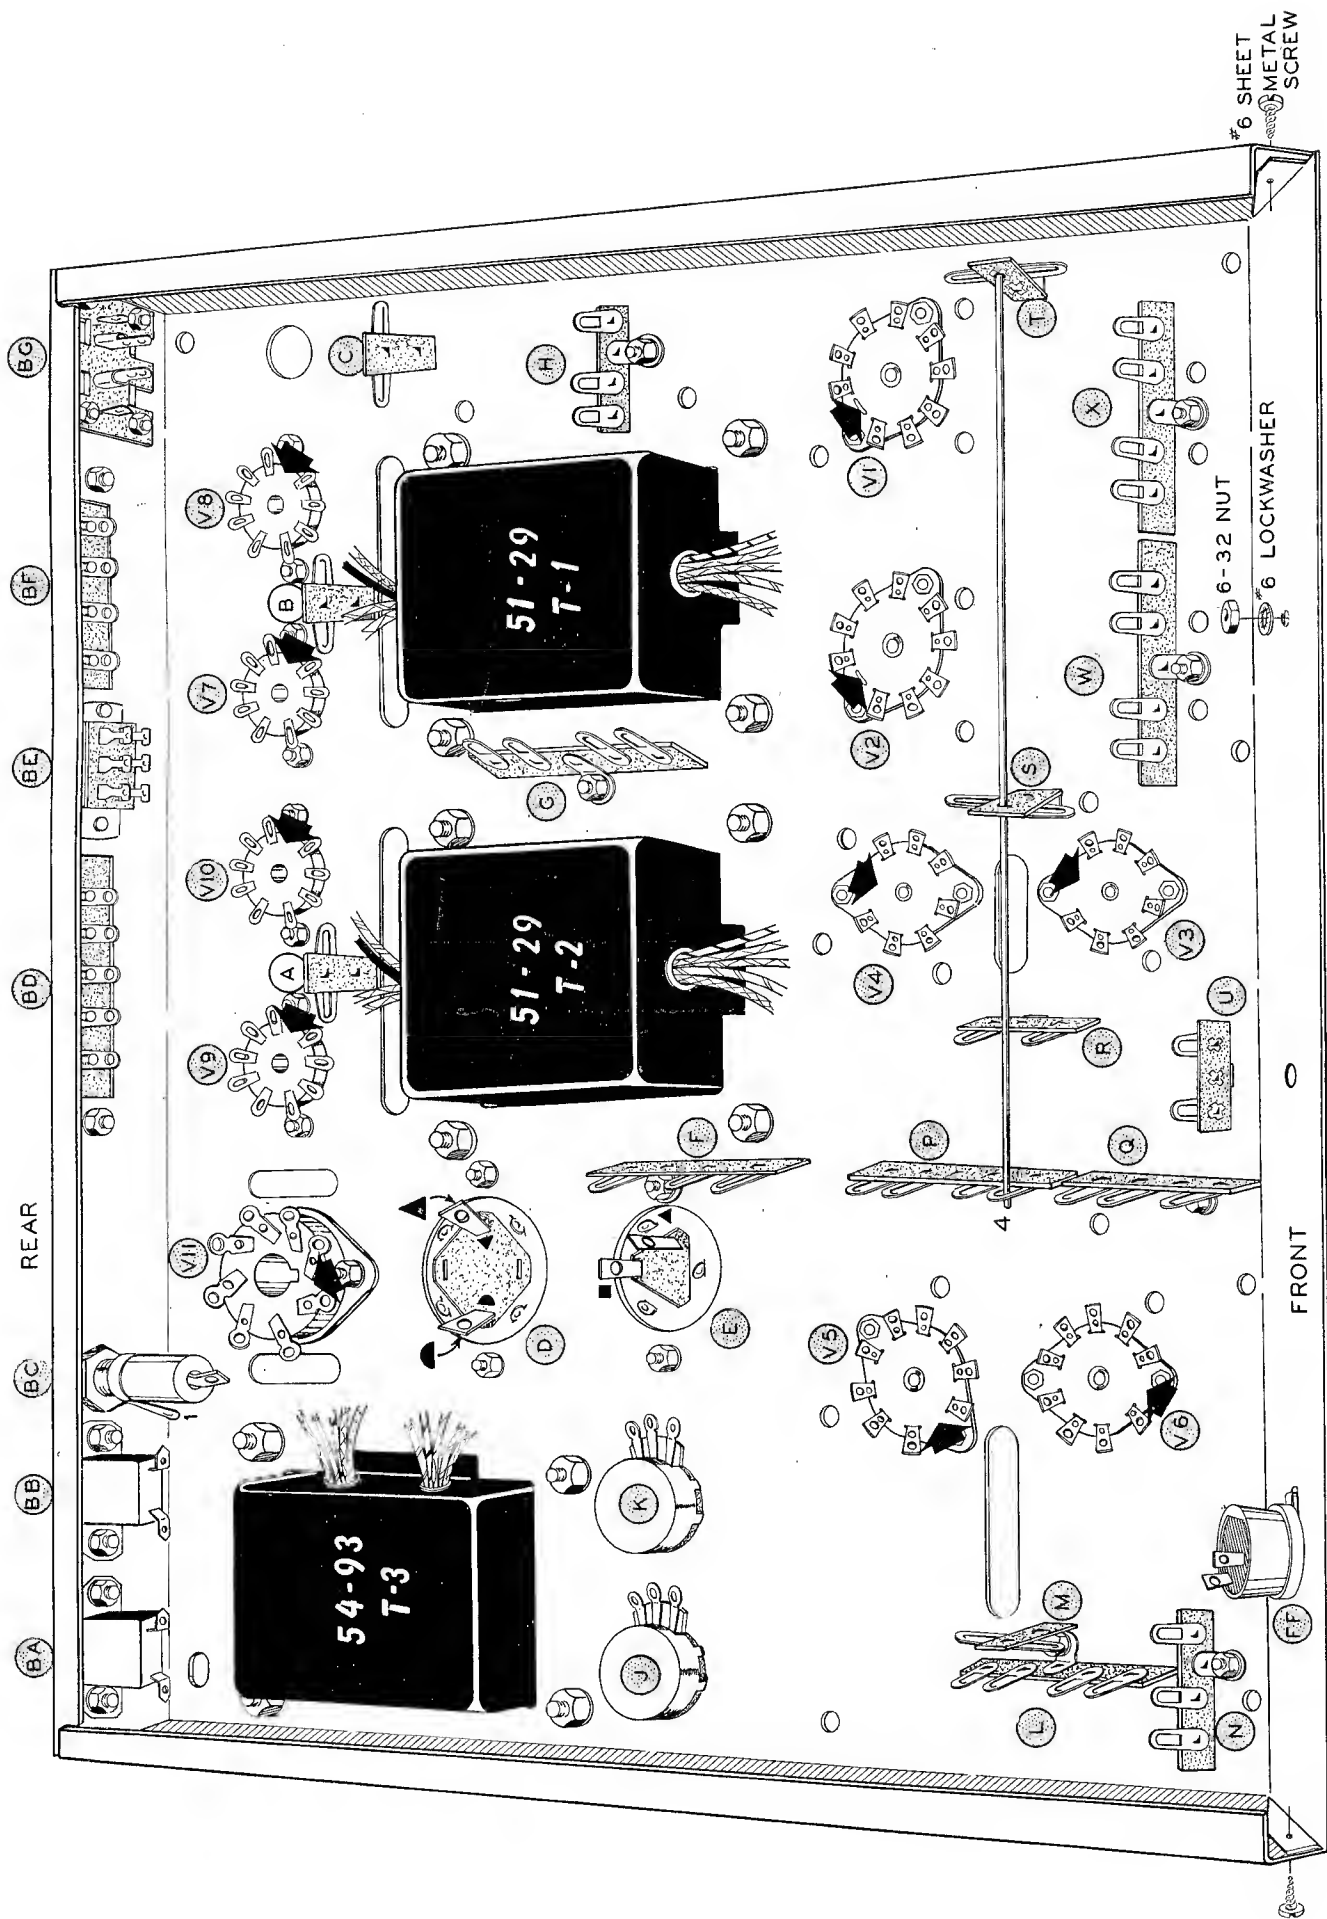 REAR
BA BB BC BD BE BF BG
1
V11 V9 V10 V7 V8
A B C
54-93
T-3
51-29
T-2
51-29
T-1
D
G H
J K E F
V5 V4 V2 V1
L M P R S T
4
V6 Q V3 W X
N U
FF
6-32 NUT
#6 LOCKWASHER
#6 SHEET
METAL
SCREW
FRONT